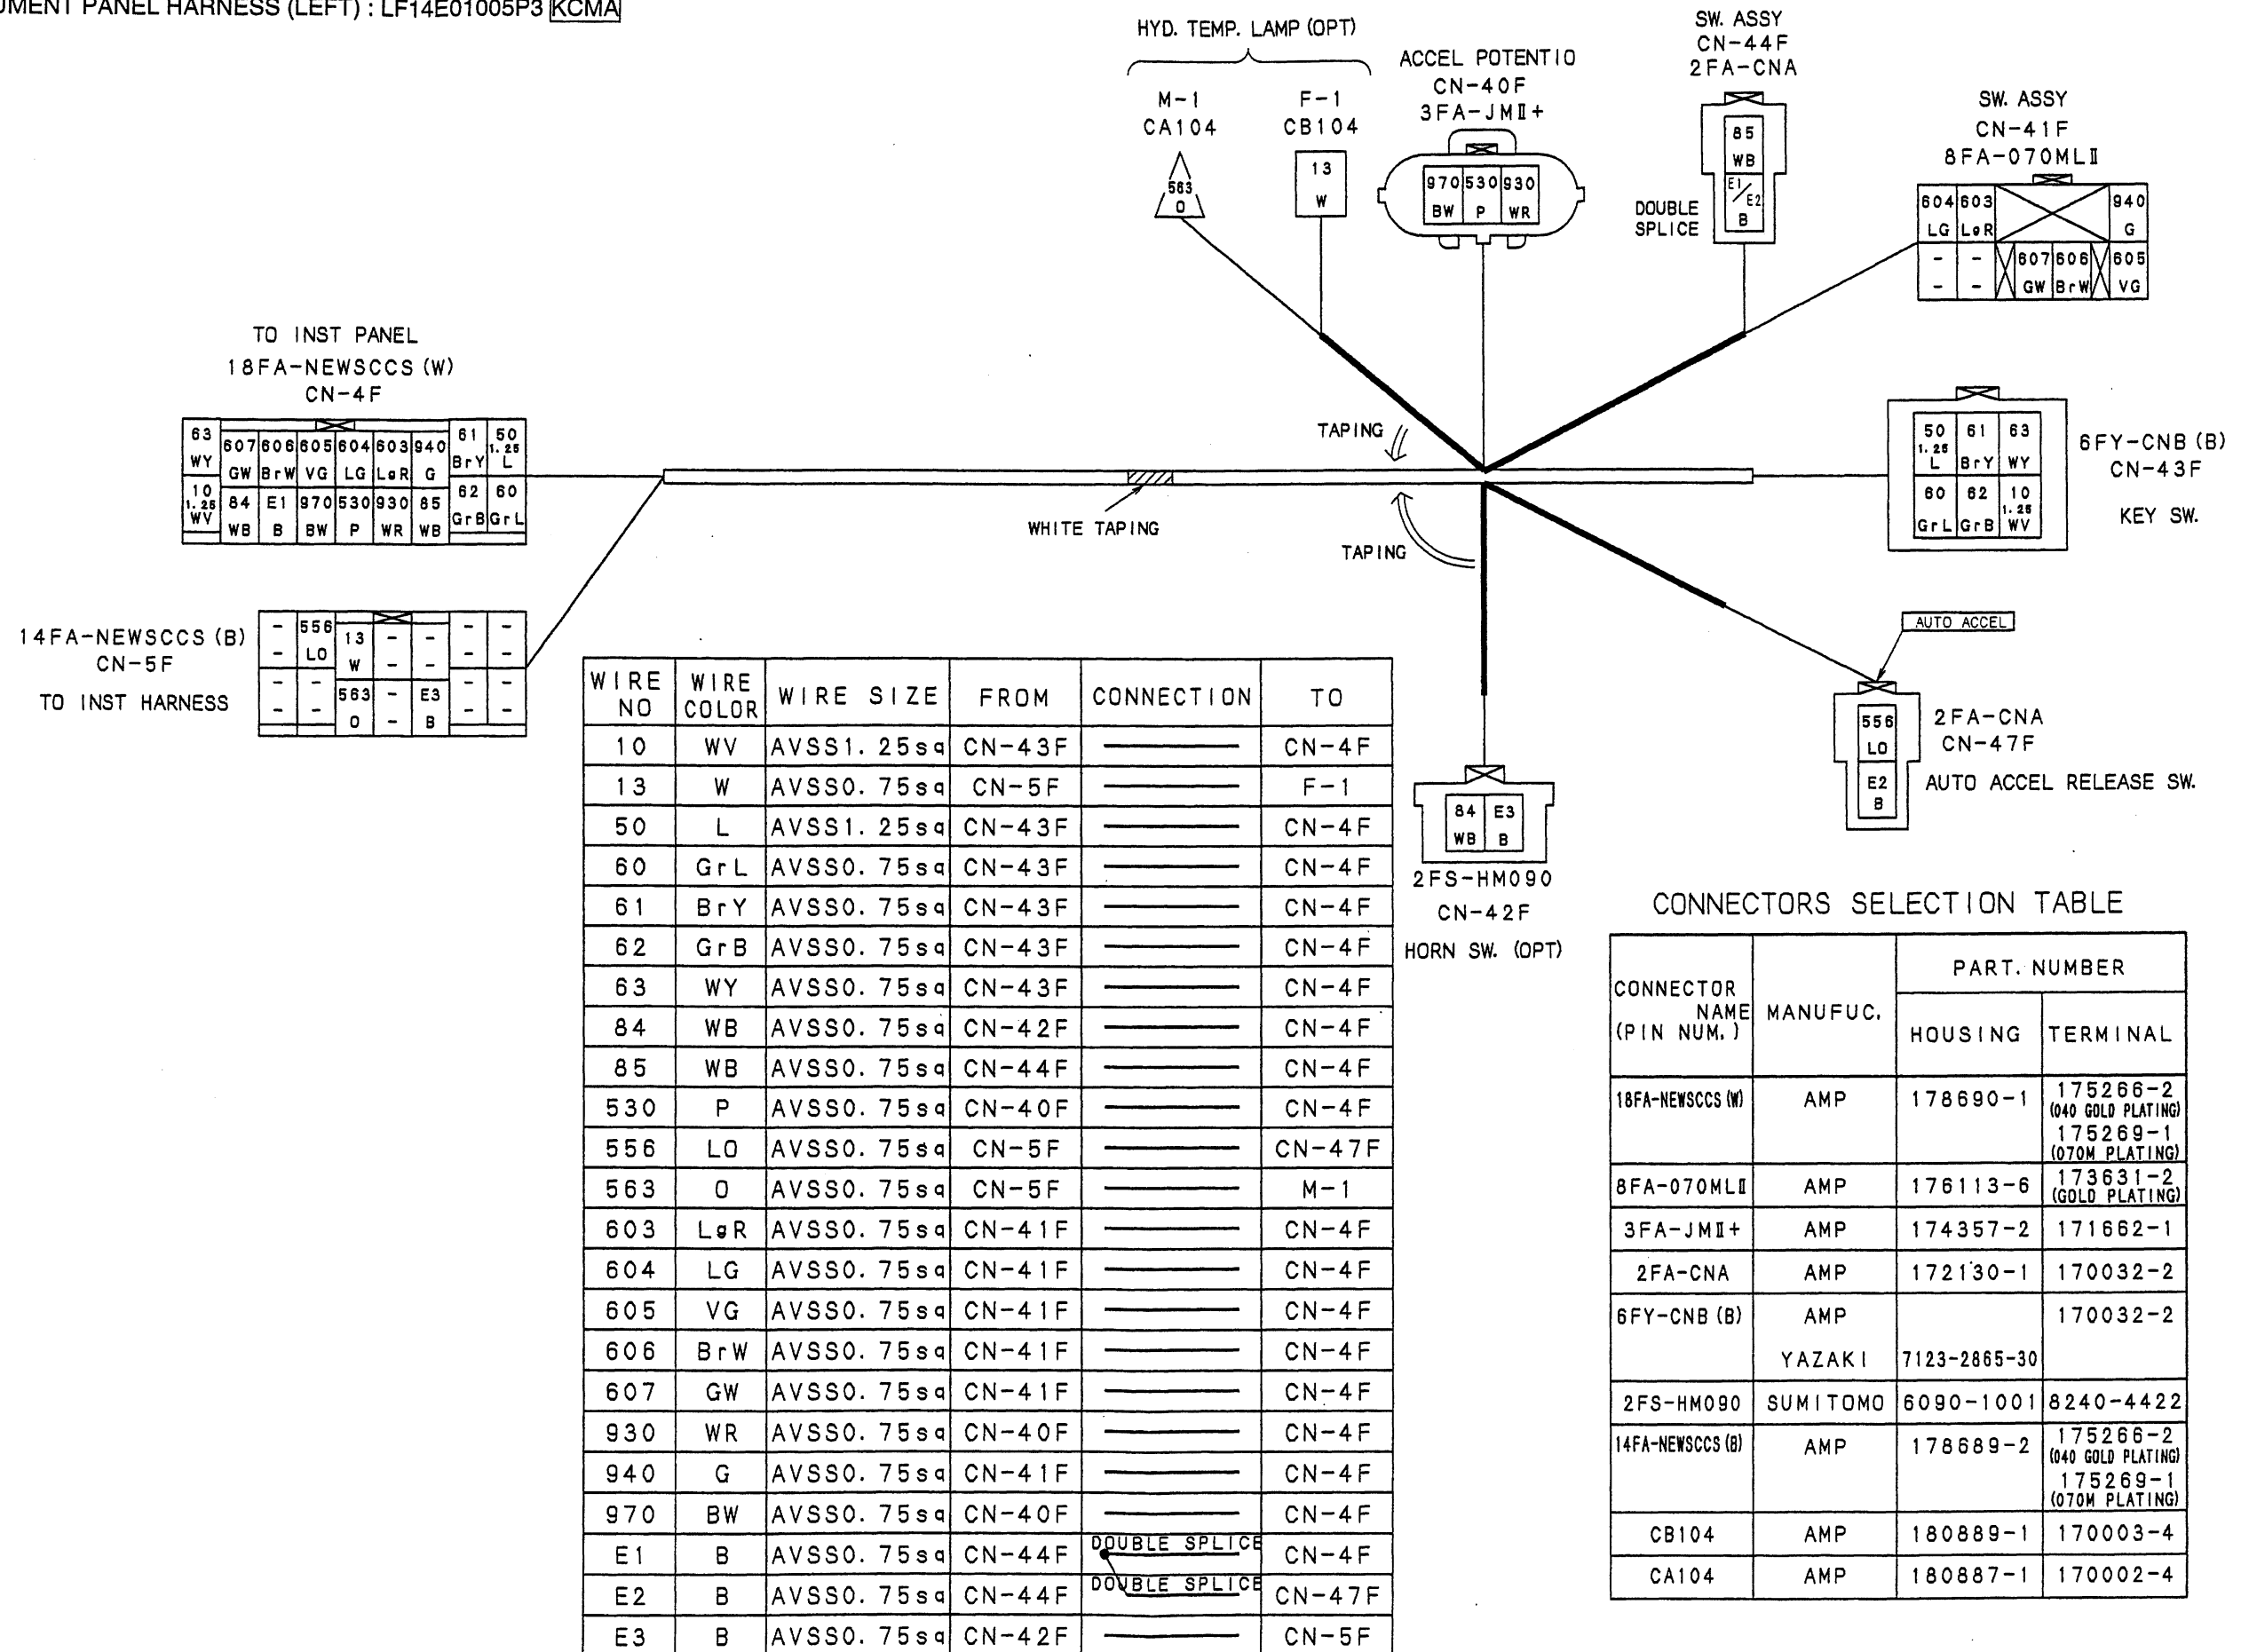 UMENT PANEL HARNESS (LEFT) : LF14E01005P3 KCMA
HYD. TEMP. LAMP (OPT)
M-1
CA104
563
O
F-1
CB104
13
W
ACCEL POTENTIO
CN-40F
3FA-JMⅡ+
970 530 930
BW P WR
SW. ASSY
CN-44F
2FA-CNA
85
WB
E1/E2
B
DOUBLE
SPLICE
SW. ASSY
CN-41F
8FA-070MLⅡ
604 603 940
LG LgR G
- - 607 606 605
- - GW BrW VG
TO INST PANEL
18FA-NEWSCCS (W)
CN-4F
63 607 606 605 604 603 940 61 50
1.25
WY GW BrW VG LG LgR G BrY L
10 84 E1 970 530 930 85 62 60
1.25
WV WB B BW P WR WB GrB GrL
TAPING
WHITE TAPING
TAPING
50 61 63
1.25
L BrY WY
60 62 10
1.25
GrL GrB WV
6FY-CNB (B)
CN-43F
KEY SW.
14FA-NEWSCCS (B)
CN-5F
TO INST HARNESS
- 556 13 - - - -
- LO W - - - -
- - 563 - E3 - -
- - O - B - -
AUTO ACCEL
556
LO
E2
B
2FA-CNA
CN-47F
AUTO ACCEL RELEASE SW.
84 E3
WB B
2FS-HM090
CN-42F
HORN SW. (OPT)
WIRE NO WIRE COLOR WIRE SIZE FROM CONNECTION TO
10 WV AVSS1.25sq CN-43F CN-4F
13 W AVSS0.75sq CN-5F F-1
50 L AVSS1.25sq CN-43F CN-4F
60 GrL AVSS0.75sq CN-43F CN-4F
61 BrY AVSS0.75sq CN-43F CN-4F
62 GrB AVSS0.75sq CN-43F CN-4F
63 WY AVSS0.75sq CN-43F CN-4F
84 WB AVSS0.75sq CN-42F CN-4F
85 WB AVSS0.75sq CN-44F CN-4F
530 P AVSS0.75sq CN-40F CN-4F
556 LO AVSS0.75sq CN-5F CN-47F
563 O AVSS0.75sq CN-5F M-1
603 LgR AVSS0.75sq CN-41F CN-4F
604 LG AVSS0.75sq CN-41F CN-4F
605 VG AVSS0.75sq CN-41F CN-4F
606 BrW AVSS0.75sq CN-41F CN-4F
607 GW AVSS0.75sq CN-41F CN-4F
930 WR AVSS0.75sq CN-40F CN-4F
940 G AVSS0.75sq CN-41F CN-4F
970 BW AVSS0.75sq CN-40F CN-4F
E1 B AVSS0.75sq CN-44F DOUBLE SPLICE CN-4F
E2 B AVSS0.75sq CN-44F DOUBLE SPLICE CN-47F
E3 B AVSS0.75sq CN-42F CN-5F
CONNECTORS SELECTION TABLE
CONNECTOR NAME (PIN NUM.) MANUFUC. PART. NUMBER
HOUSING TERMINAL
18FA-NEWSCCS (W) AMP 178690-1 175266-2
(040 GOLD PLATING)
175269-1
(070M PLATING)
8FA-070MLⅡ AMP 176113-6 173631-2
(GOLD PLATING)
3FA-JMⅡ+ AMP 174357-2 171662-1
2FA-CNA AMP 172130-1 170032-2
6FY-CNB (B) AMP 170032-2
YAZAKI 7123-2865-30
2FS-HM090 SUMITOMO 6090-1001 8240-4422
14FA-NEWSCCS (B) AMP 178689-2 175266-2
(040 GOLD PLATING)
175269-1
(070M PLATING)
CB104 AMP 180889-1 170003-4
CA104 AMP 180887-1 170002-4